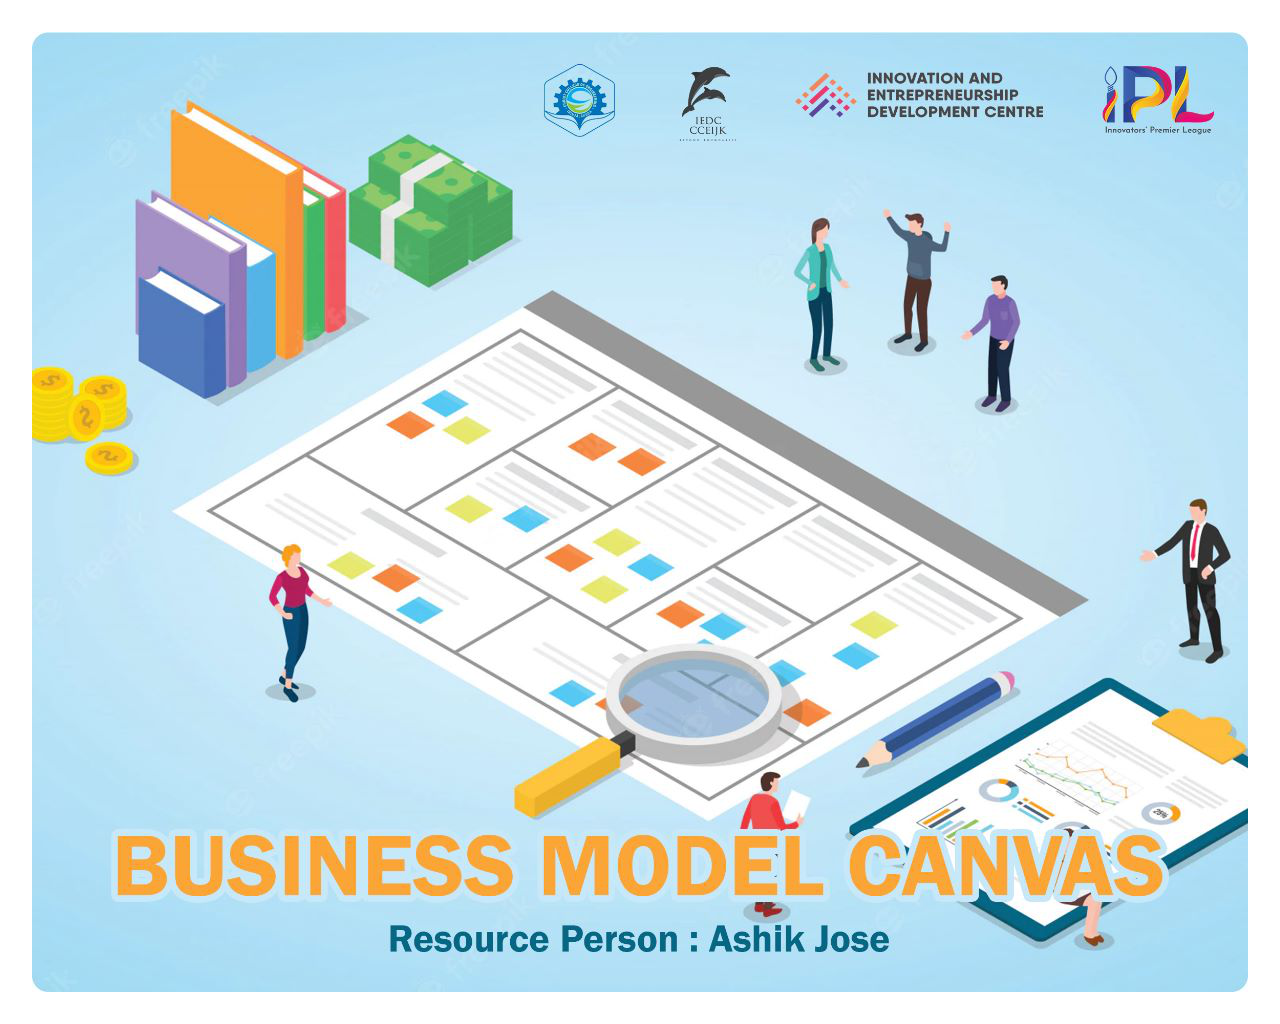 IEDC
CCEIJK
INNOVATION AND
ENTREPRENEURSHIP
DEVELOPMENT CENTRE
iPL
Innovators' Premier League
BUSINESS MODEL CANVAS
Resource Person : Ashik Jose